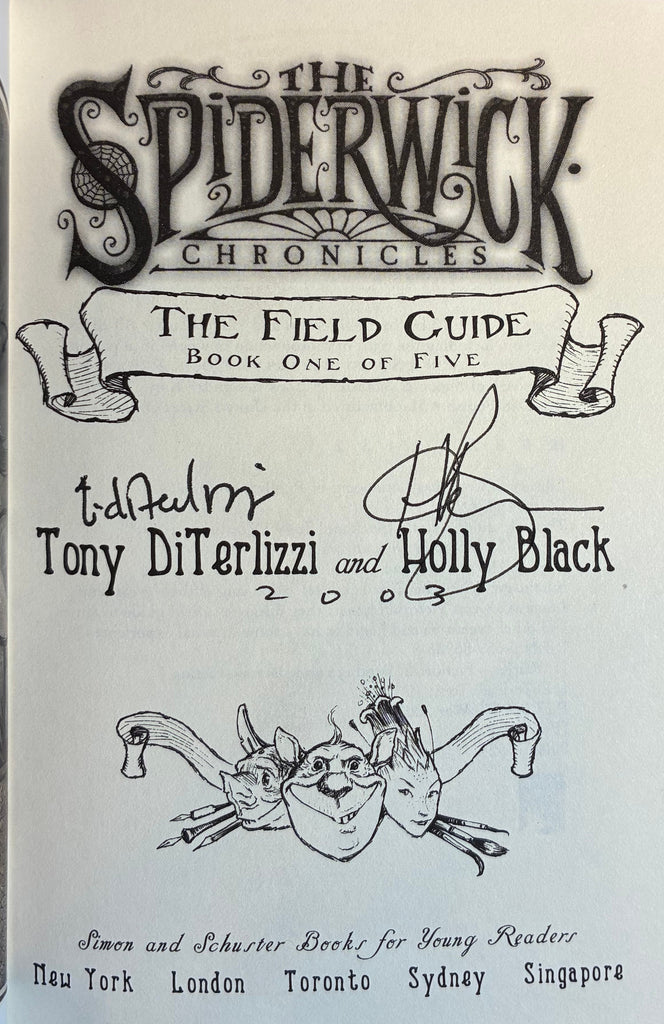 THE
SPIDERWICK
CHRONICLES
THE FIELD GUIDE
BOOK ONE OF FIVE
Tony DiTerlizzi and Holly Black
2003
Simon and Schuster Books for Young Readers
New York London Toronto Sydney Singapore